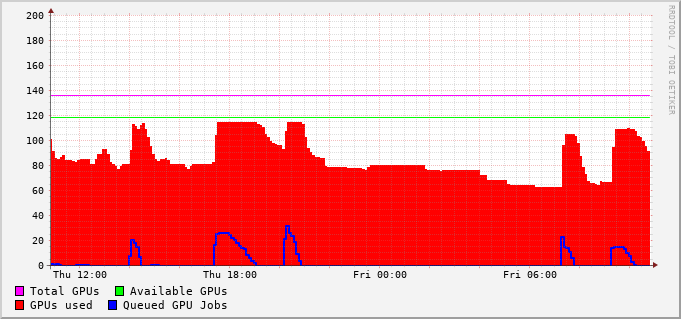 200
180
160
140
120
100
80
60
40
20
0
Thu 12:00 Thu 18:00 Fri 00:00 Fri 06:00
Total GPUs Available GPUs
GPUs used Queued GPU Jobs
RRDTOOL / TOBI OETIKER